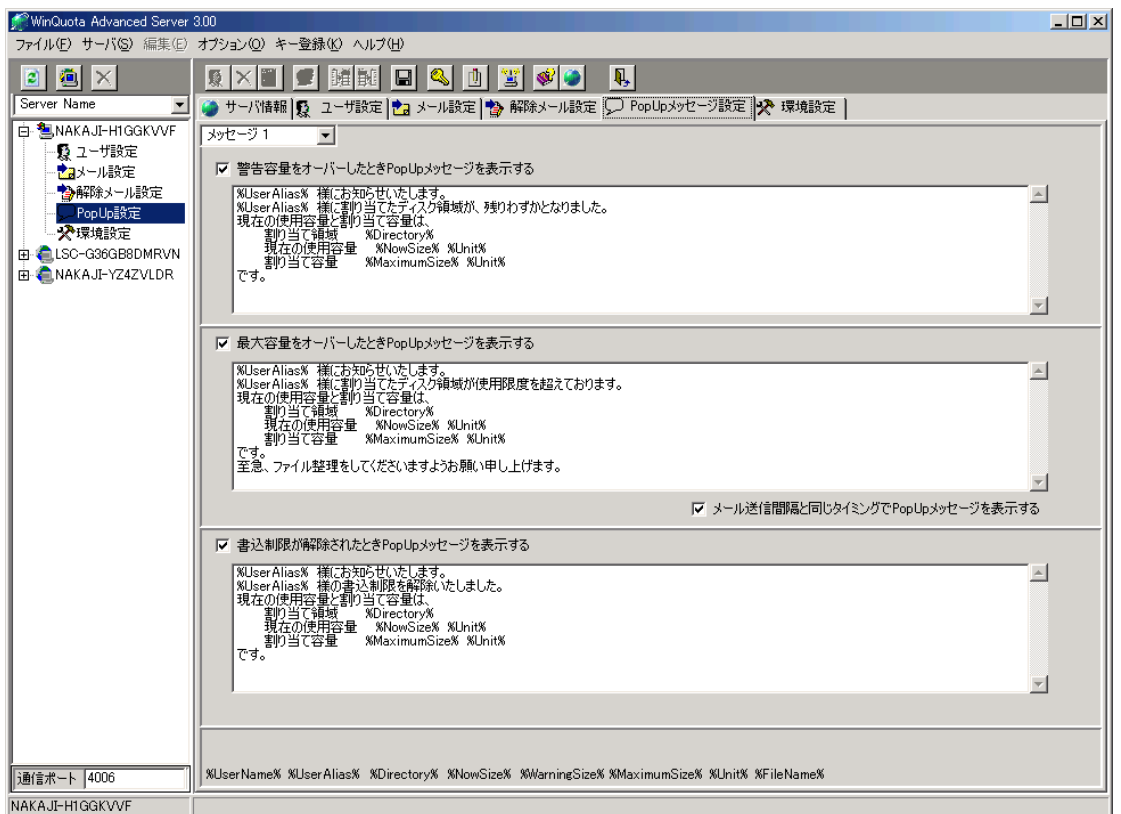 WinQuota Advanced Server 3.00
ファイル(F) サーバ(S) 編集(E) オプション(O) キー登録(K) ヘルプ(H)
Server Name
サーバ情報 ユーザ設定 メール設定 解除メール設定 PopUpメッセージ設定 環境設定
NAKAJI-H1GGKVVF
ユーザ設定
メール設定
解除メール設定
PopUp設定
環境設定
LSC-G36GB8DMRVN
NAKAJI-YZ4ZVLDR
メッセージ 1
警告容量をオーバーしたときPopUpメッセージを表示する
%UserAlias% 様にお知らせいたします。
%UserAlias% 様に割り当てたディスク領域が、残りわずかとなりました。
現在の使用容量と割り当て容量は、
割り当て領域 %Directory%
現在の使用容量 %NowSize% %Unit%
割り当て容量 %MaximumSize% %Unit%
です。
最大容量をオーバーしたときPopUpメッセージを表示する
%UserAlias% 様にお知らせいたします。
%UserAlias% 様に割り当てたディスク領域が使用限度を超えております。
現在の使用容量と割り当て容量は、
割り当て領域 %Directory%
現在の使用容量 %NowSize% %Unit%
割り当て容量 %MaximumSize% %Unit%
です。
至急、ファイル整理をしてくださいますようお願い申し上げます。
メール送信間隔と同じタイミングでPopUpメッセージを表示する
書込制限が解除されたときPopUpメッセージを表示する
%UserAlias% 様にお知らせいたします。
%UserAlias% 様の書込制限を解除いたしました。
現在の使用容量と割り当て容量は、
割り当て領域 %Directory%
現在の使用容量 %NowSize% %Unit%
割り当て容量 %MaximumSize% %Unit%
です。
%UserName% %UserAlias% %Directory% %NowSize% %WarningSize% %MaximumSize% %Unit% %FileName%
通信ポート 4006
NAKAJI-H1GGKVVF